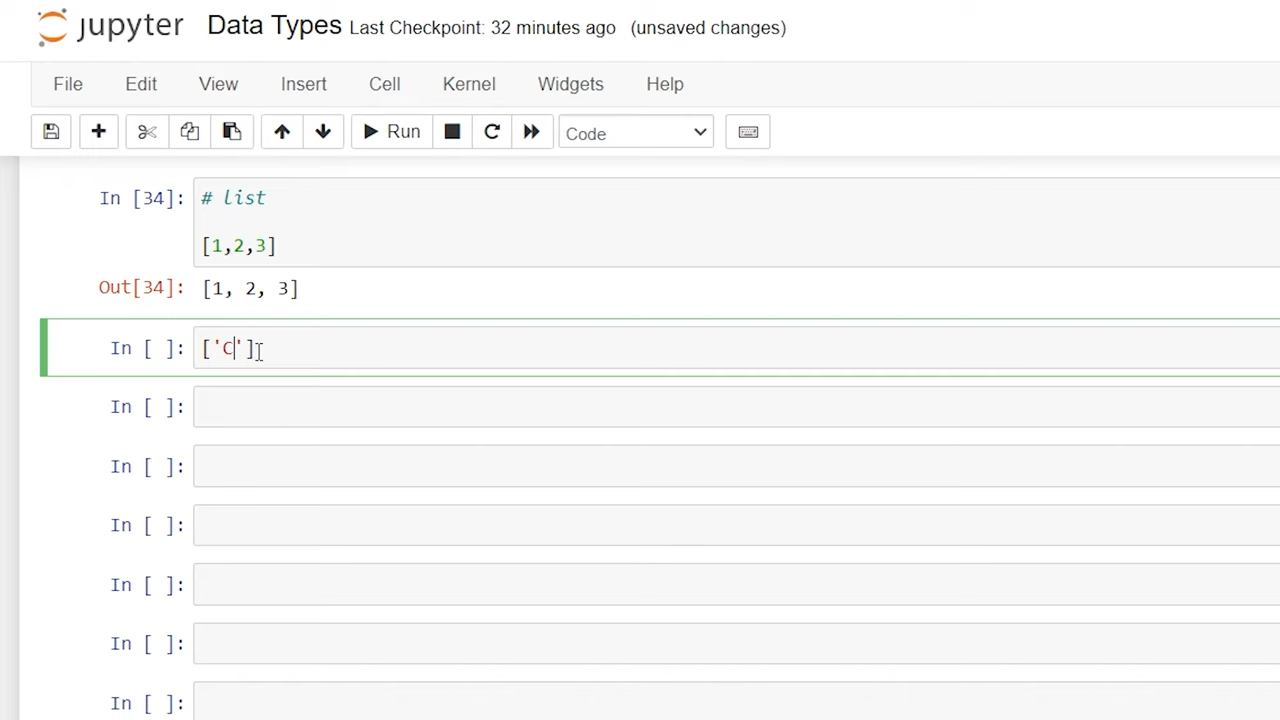 jupyter Data Types Last Checkpoint: 32 minutes ago (unsaved changes)
File Edit View Insert Cell Kernel Widgets Help
Run Code
In [34]: # list
[1,2,3]
Out[34]: [1, 2, 3]
In [ ]: ['C']
In [ ]:
In [ ]:
In [ ]:
In [ ]:
In [ ]:
In [ ]: